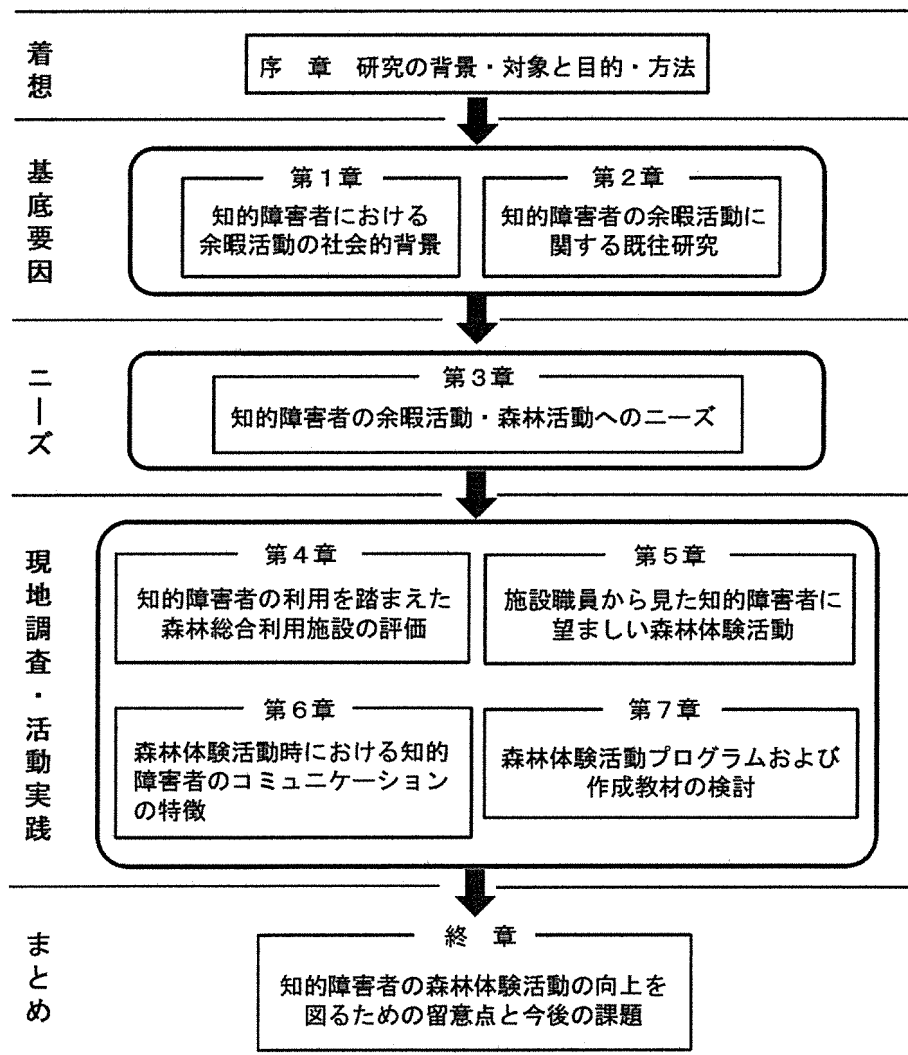 着想
序　章　研究の背景・対象と目的・方法
基底要因
第1章
知的障害者における
余暇活動の社会的背景
第2章
知的障害者の余暇活動に
関する既往研究
ニーズ
第3章
知的障害者の余暇活動・森林活動へのニーズ
現地調査・活動実践
第4章
知的障害者の利用を踏まえた
森林総合利用施設の評価
第5章
施設職員から見た知的障害者に
望ましい森林体験活動
第6章
森林体験活動時における知的
障害者のコミュニケーション
の特徴
第7章
森林体験活動プログラムおよび
作成教材の検討
まとめ
終　章
知的障害者の森林体験活動の向上を
図るための留意点と今後の課題